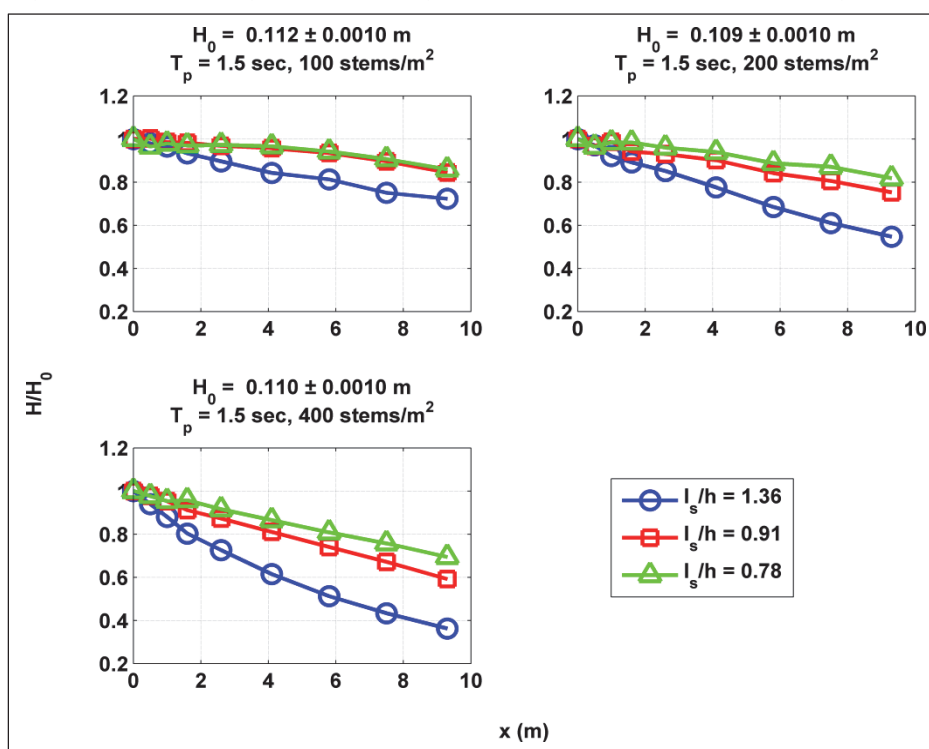 H₀ = 0.112 ± 0.0010 m
Tₚ = 1.5 sec, 100 stems/m²
1.2
1
0.8
0.6
0.4
0.2
0 2 4 6 8 10
H₀ = 0.109 ± 0.0010 m
Tₚ = 1.5 sec, 200 stems/m²
1.2
1
0.8
0.6
0.4
0.2
0 2 4 6 8 10
H/H₀
H₀ = 0.110 ± 0.0010 m
Tₚ = 1.5 sec, 400 stems/m²
1.2
1
0.8
0.6
0.4
0.2
0 2 4 6 8 10
lₛ/h = 1.36
lₛ/h = 0.91
lₛ/h = 0.78
x (m)